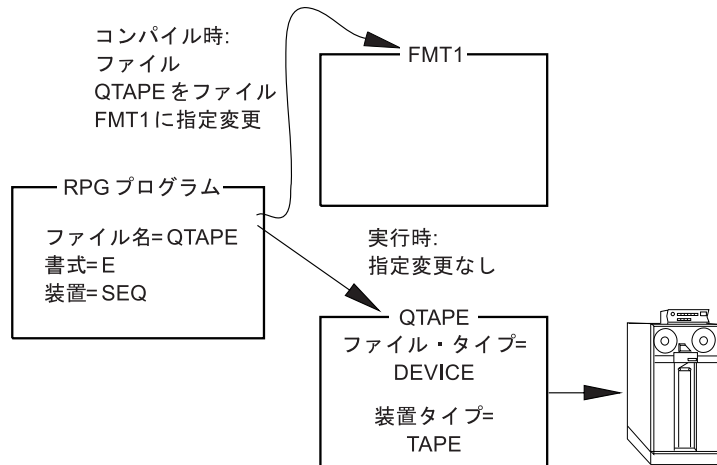 コンパイル時:
ファイル
QTAPEをファイル
FMT1に指定変更
FMT1
RPGプログラム
ファイル名=QTAPE
書式=E
装置=SEQ
実行時:
指定変更なし
QTAPE
ファイル・タイプ=
DEVICE
装置タイプ=
TAPE